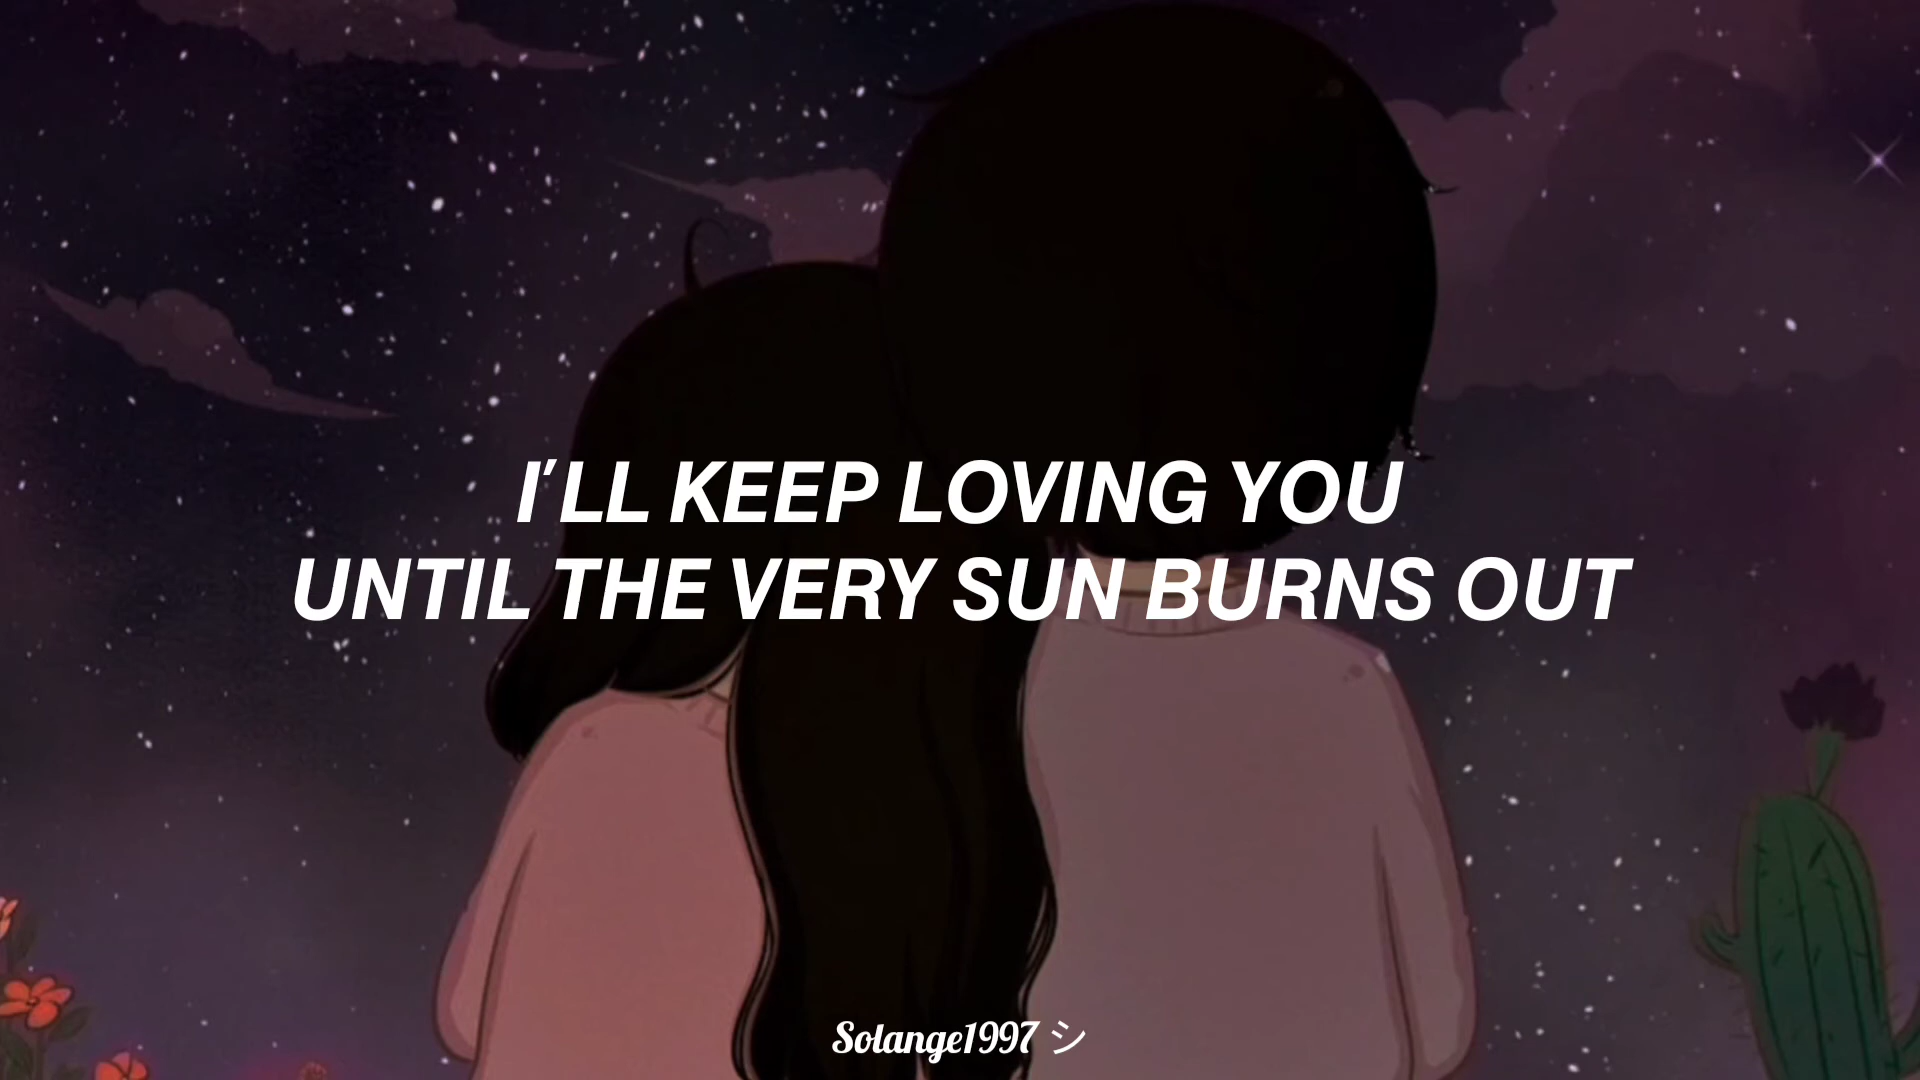 I'LL KEEP LOVING YOU
UNTIL THE VERY SUN BURNS OUT
Solange1997 シ